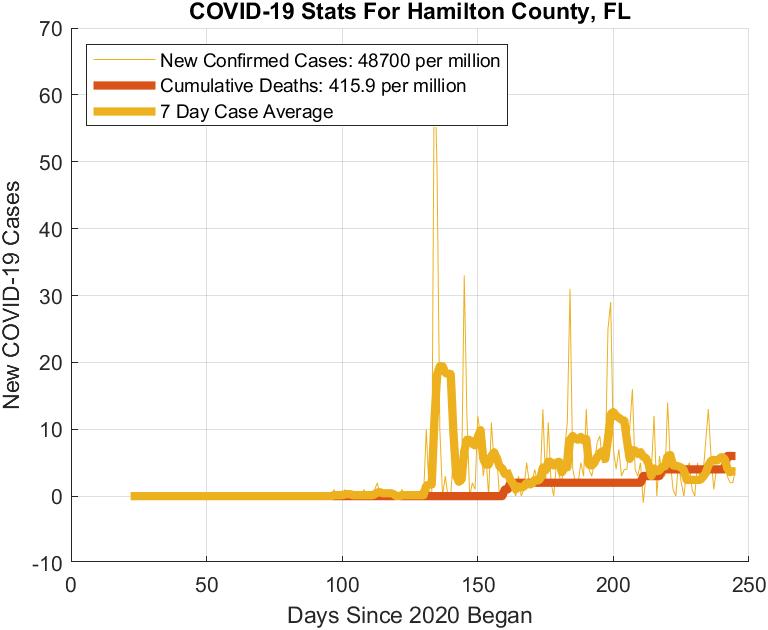 COVID-19 Stats For Hamilton County, FL
70
60
50
40
30
20
10
0
-10
New COVID-19 Cases
New Confirmed Cases: 48700 per million
Cumulative Deaths: 415.9 per million
7 Day Case Average
0 50 100 150 200 250
Days Since 2020 Began